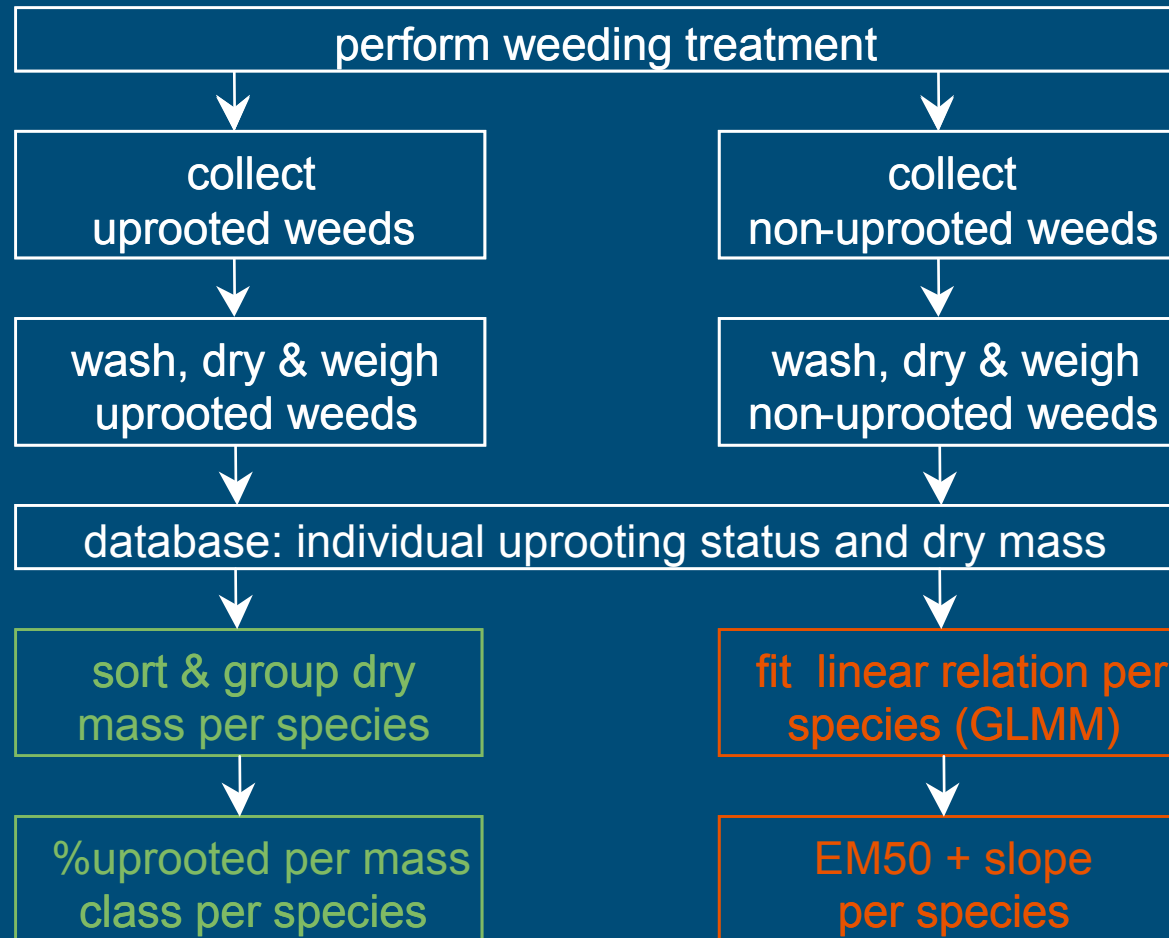 perform weeding treatment
collect
uprooted weeds
collect
non-uprooted weeds
wash, dry & weigh
uprooted weeds
wash, dry & weigh
non-uprooted weeds
database: individual uprooting status and dry mass
sort & group dry
mass per species
fit linear relation per
species (GLMM)
%uprooted per mass
class per species
EM50 + slope
per species